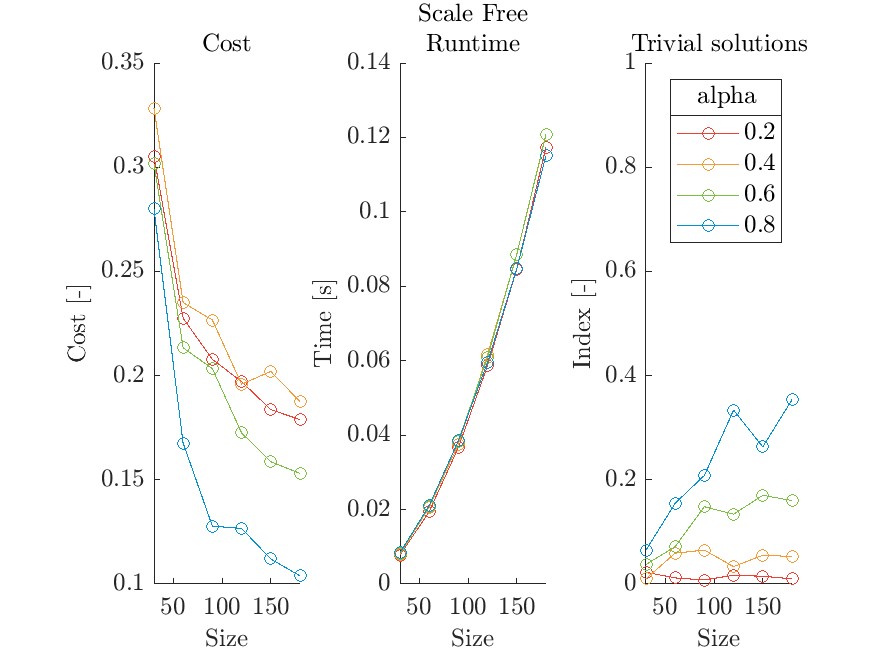 Scale Free
Cost
Runtime
Trivial solutions
0.35
0.3
0.25
0.2
0.15
0.1
Cost [-]
50 100 150
Size
0.14
0.12
0.1
0.08
0.06
0.04
0.02
0
Time [s]
50 100 150
Size
1
0.8
0.6
0.4
0.2
0
Index [-]
50 100 150
Size
alpha
0.2
0.4
0.6
0.8